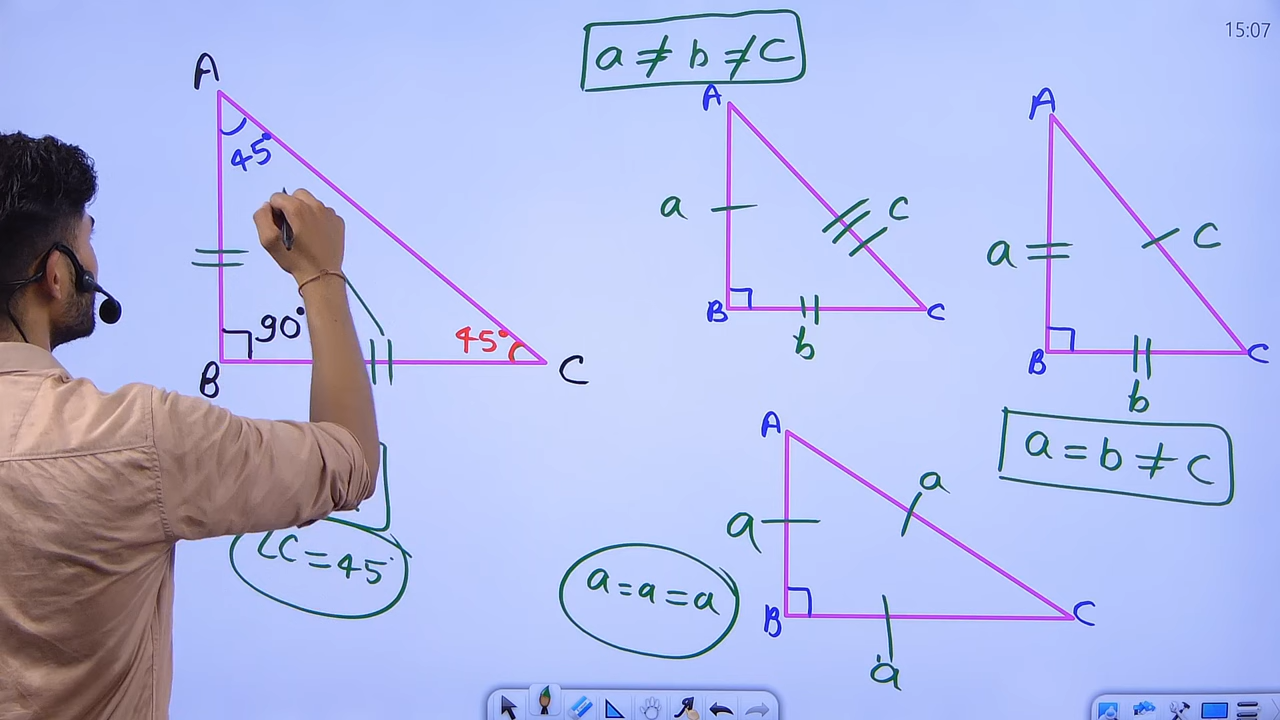 15:07
A
45°
90°
45°
B
C
∠C=45°
a ≠ b ≠ c
A
a
c
B
b
C
A
a
c
B
b
C
a = b ≠ c
A
a
a
B
a
C
a = a = a